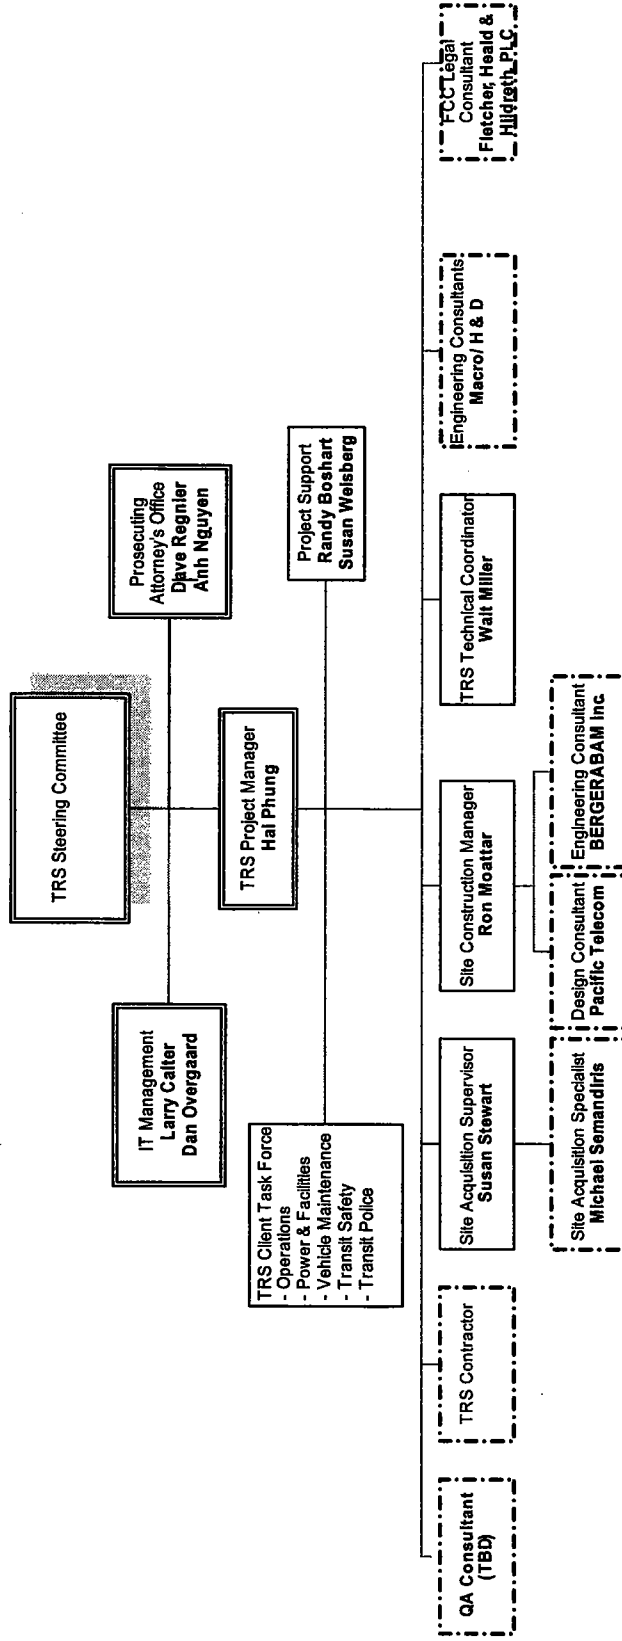 TRS Steering Committee
IT Management
Larry Calter
Dan Overgaard
Prosecuting
Attorney's Office
Dave Regnier
Anh Nguyen
TRS Project Manager
Hai Phung
TRS Client Task Force
- Operations
- Power & Facilities
- Vehicle Maintenance
- Transit Safety
- Transit Police
Project Support
Randy Boshart
Susan Weisberg
QA Consultant
(TBD)
TRS Contractor
Site Acquisition Supervisor
Susan Stewart
Site Construction Manager
Ron Moattar
TRS Technical Coordinator
Walt Miller
Engineering Consultants
Macro/ H & D
FCC Legal
Consultant
Fletcher, Heald &
Hildreth, PLC
Site Acquisition Specialist
Michael Semandiris
Design Consultant
Pacific Telecom
Engineering Consultant
BERGERABAM Inc.